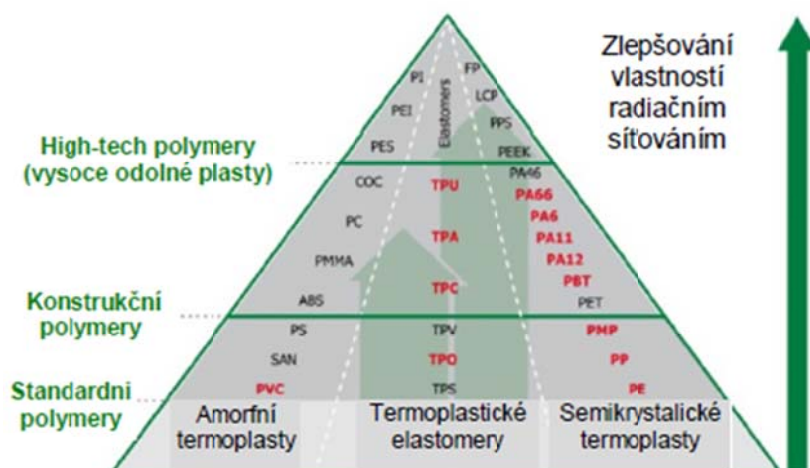 Zlepšování
vlastností
radiačním
síťováním
High-tech polymery
(vysoce odolné plasty)
Konstrukční
polymery
Standardní
polymery
PI
PEI
PES
Elastomers
FP
LCP
PPS
PEEK
COC
PC
PMMA
ABS
TPU
TPA
TPC
PA46
PA66
PA6
PA11
PA12
PBT
PET
PS
SAN
PVC
TPV
TPO
TPS
PMP
PP
PE
Amorfní
termoplasty
Termoplastické
elastomery
Semikrystalické
termoplasty